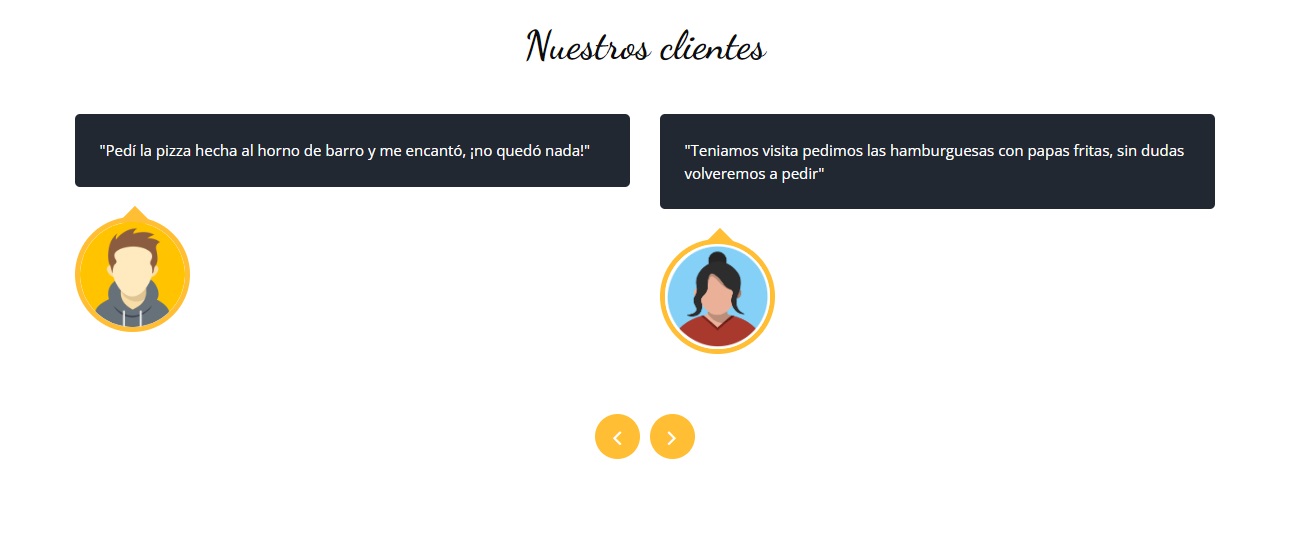 Nuestros clientes
"Pedí la pizza hecha al horno de barro y me encantó, ¡no quedó nada!"
"Teniamos visita pedimos las hamburguesas con papas fritas, sin dudas
volveremos a pedir"